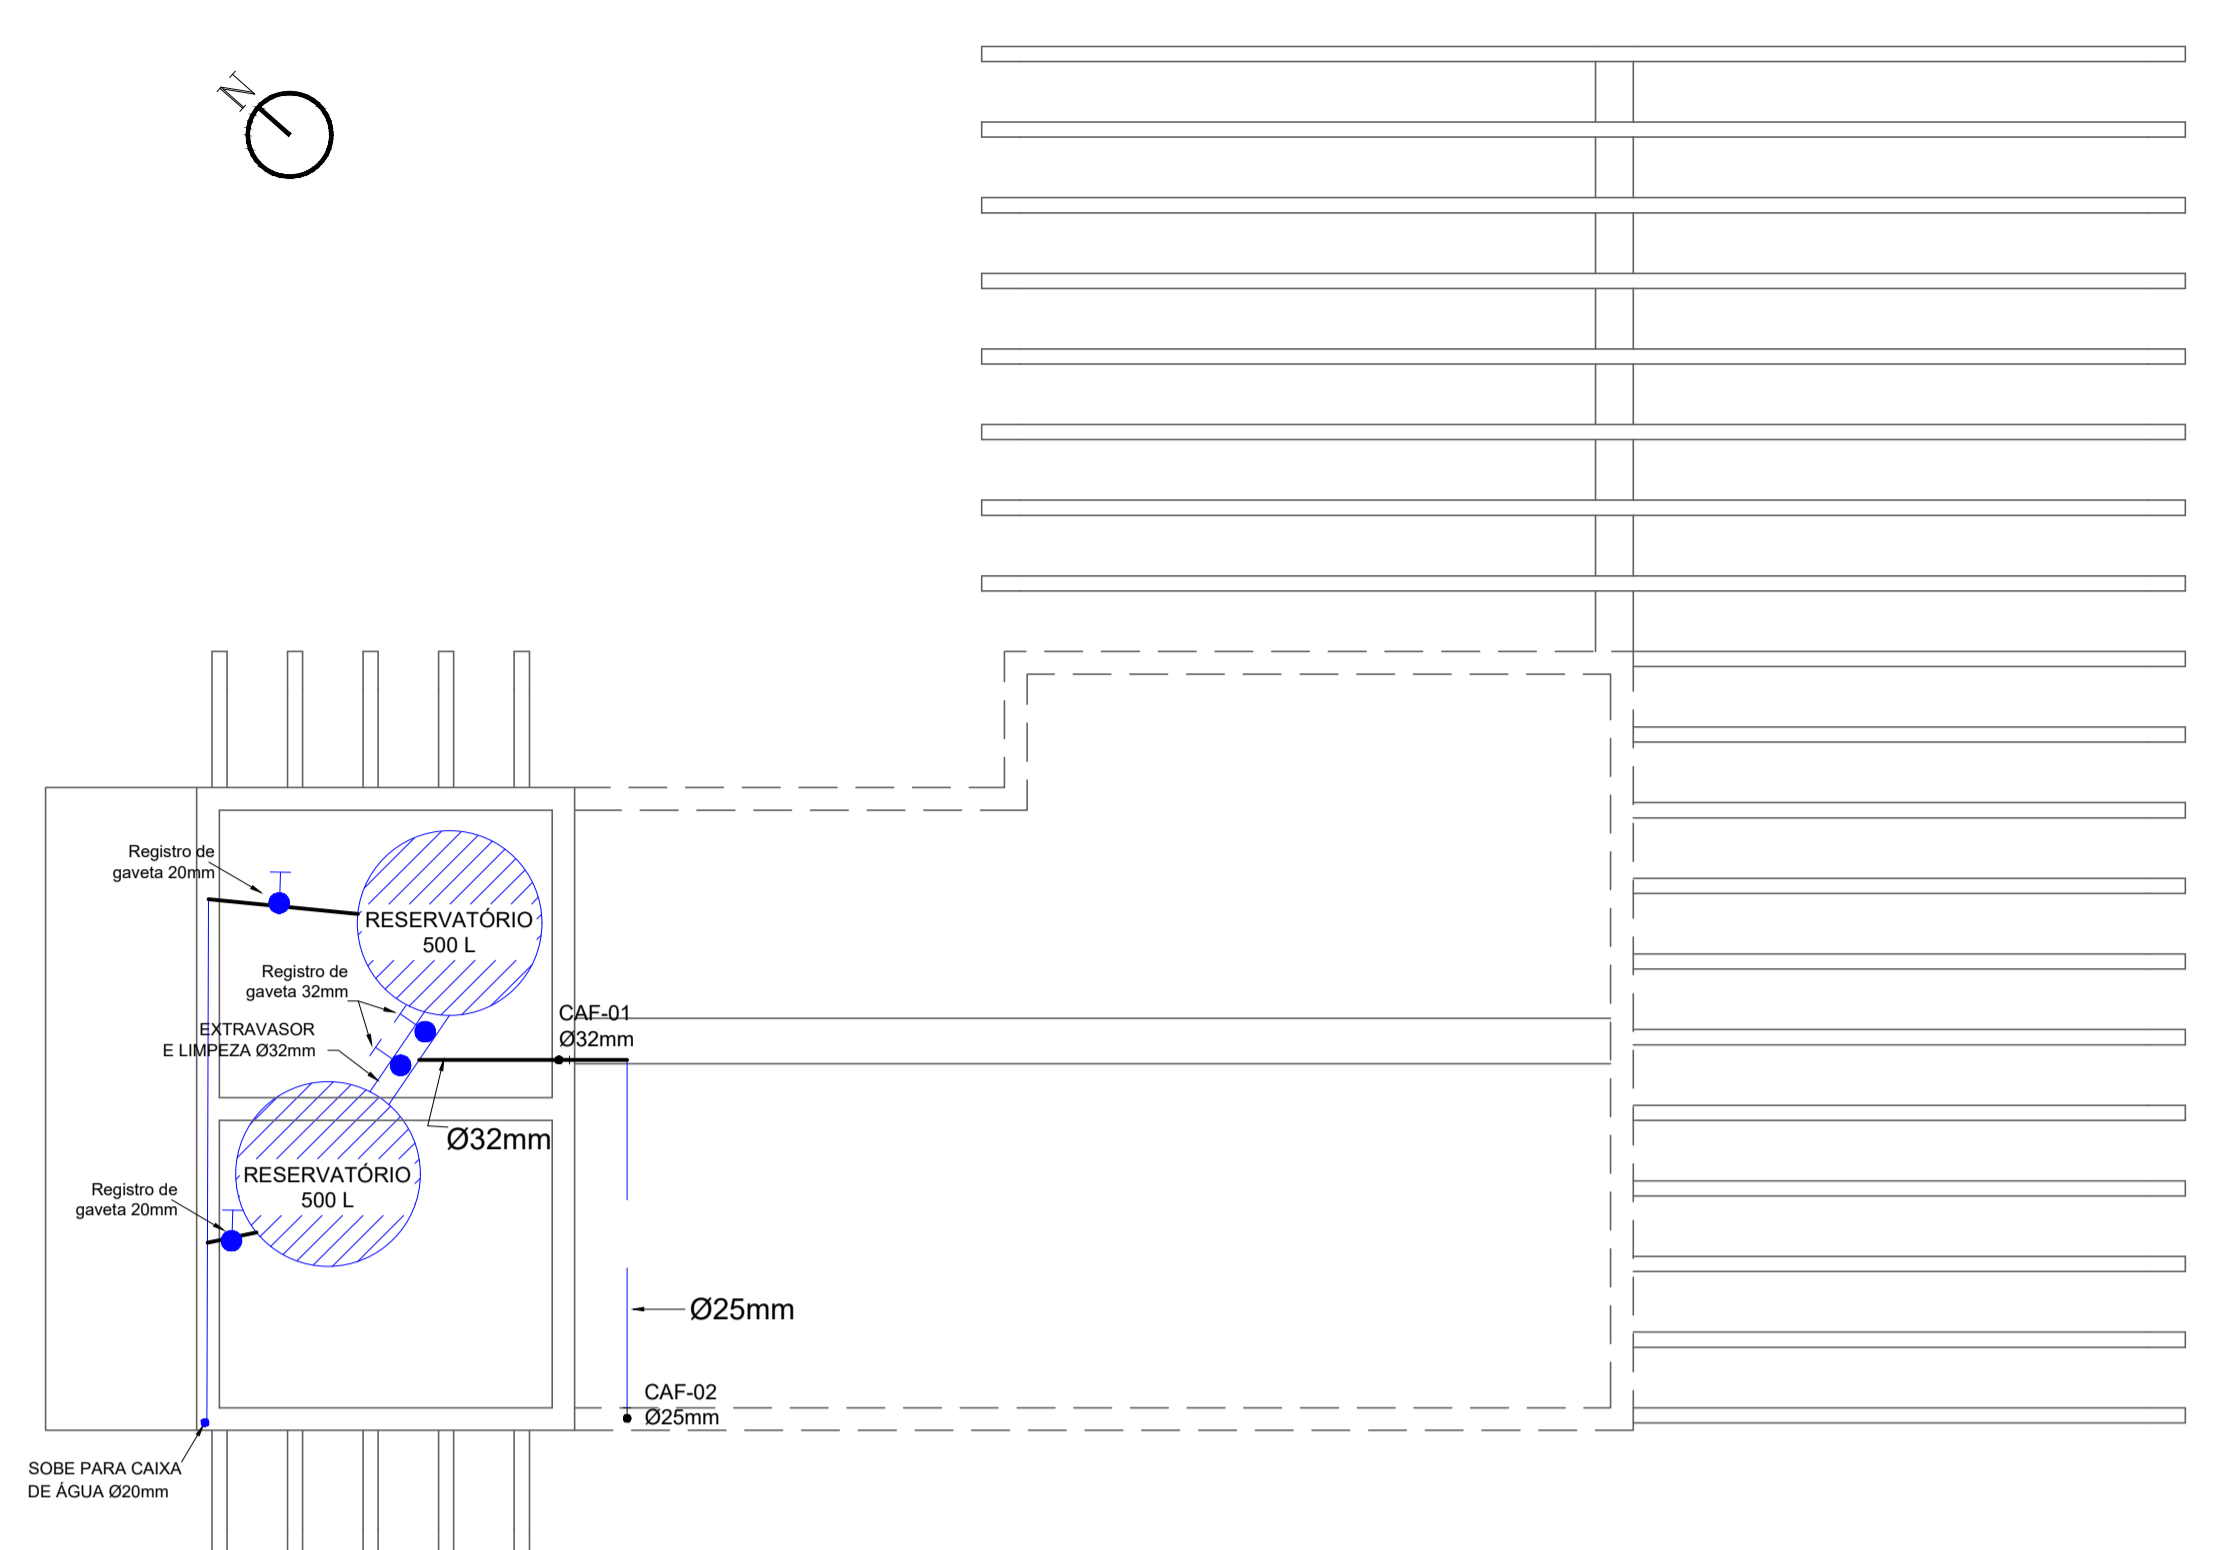 N
Registro de
gaveta 20mm
RESERVATÓRIO
500 L
Registro de
gaveta 32mm
CAF-01
Ø32mm
EXTRAVASOR
E LIMPEZA Ø32mm
Ø32mm
RESERVATÓRIO
500 L
Registro de
gaveta 20mm
Ø25mm
CAF-02
Ø25mm
SOBE PARA CAIXA
DE ÁGUA Ø20mm